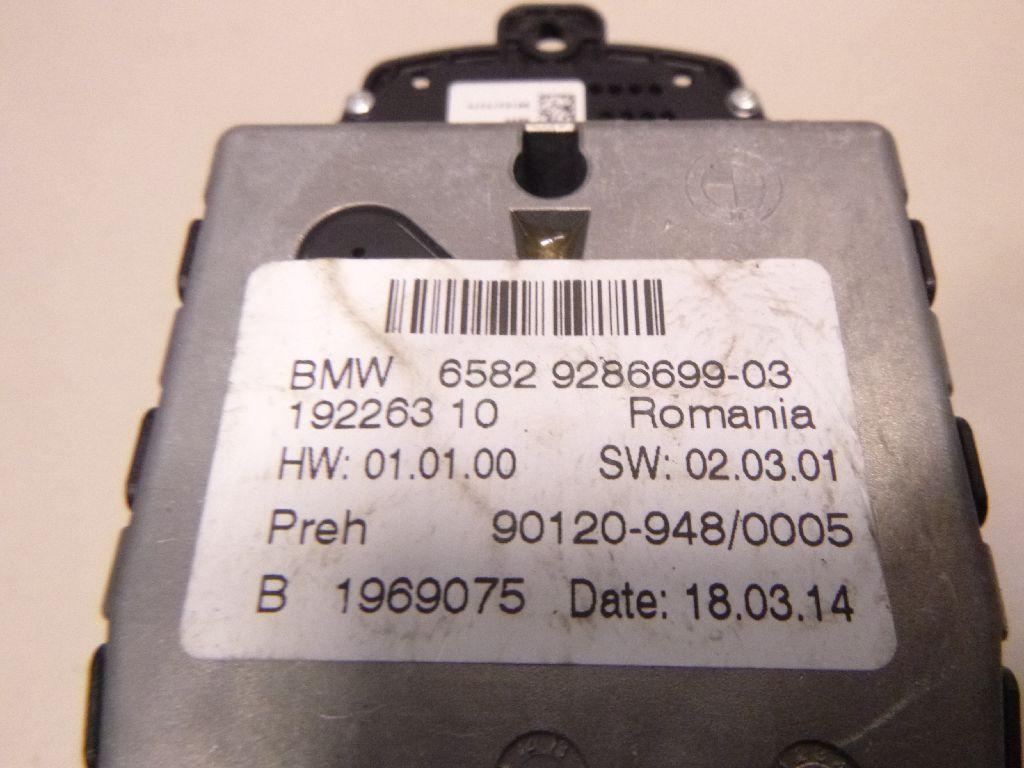 BMW 6582 9286699-03
192263 10 Romania
HW: 01.01.00 SW: 02.03.01
Preh 90120-948/0005
B 1969075 Date: 18.03.14